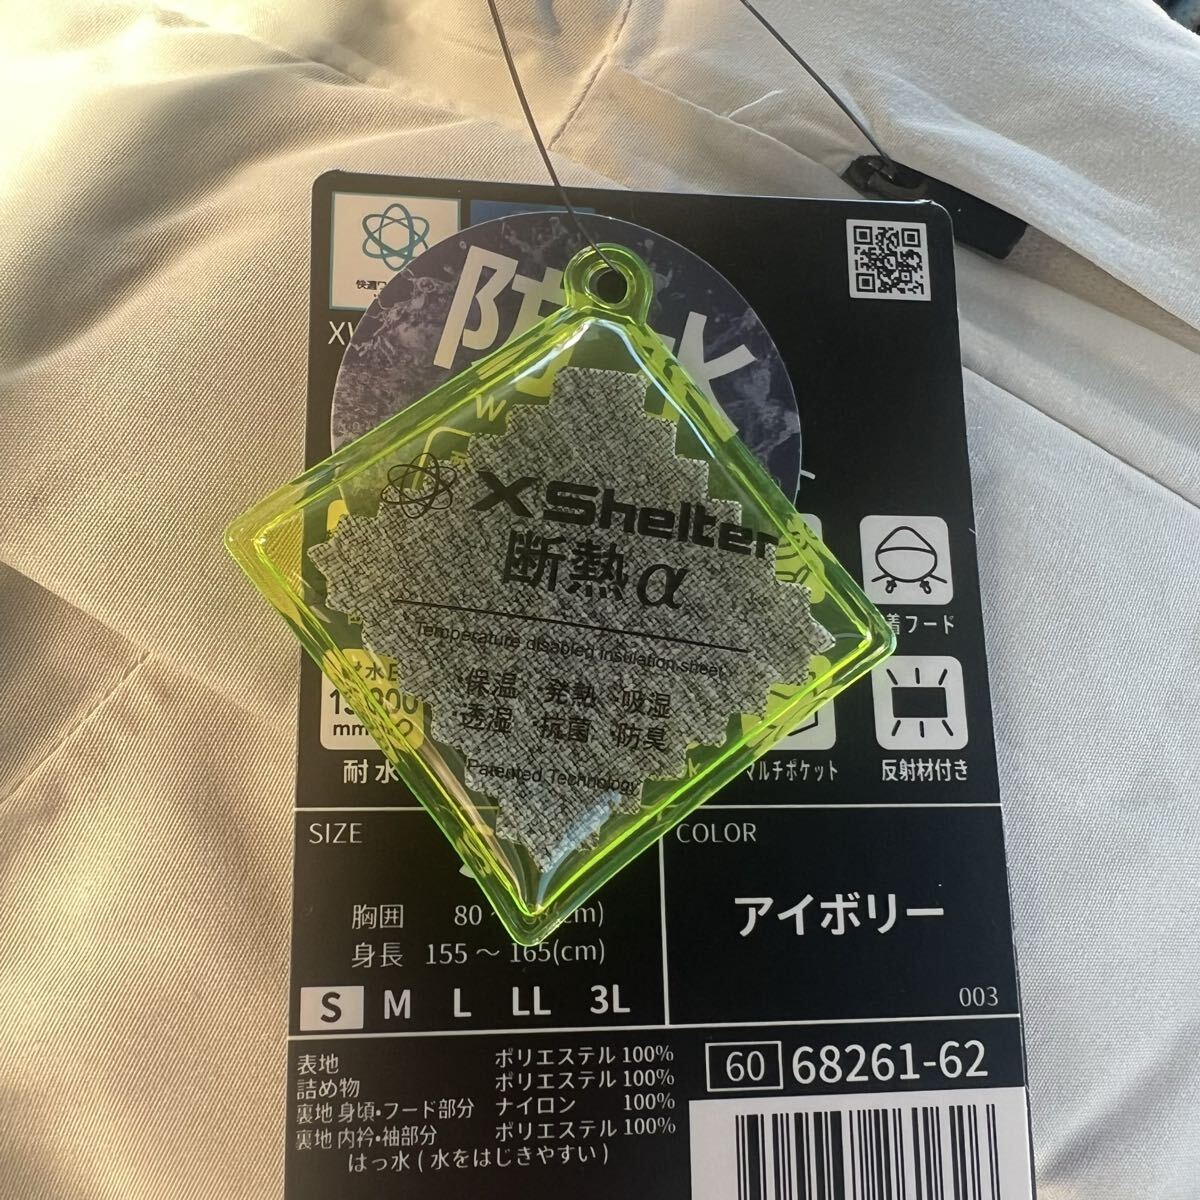 防水
XShelter
断熱α
Temperature disabled insulation sheet
・保温 ・発熱 ・吸湿
・透湿 ・抗菌 ・防臭
Patented Technology
着フード
mm
耐水
マルチポケット
反射材付き
SIZE
胸囲 80～
(cm)
身長 155～165(cm)
S M L LL 3L
COLOR
アイボリー
003
表地 ポリエステル 100%
詰め物 ポリエステル 100%
裏地 身頃・フード部分 ナイロン 100%
裏地 内衿・袖部分 ポリエステル 100%
はっ水 ( 水をはじきやすい )
60 68261-62